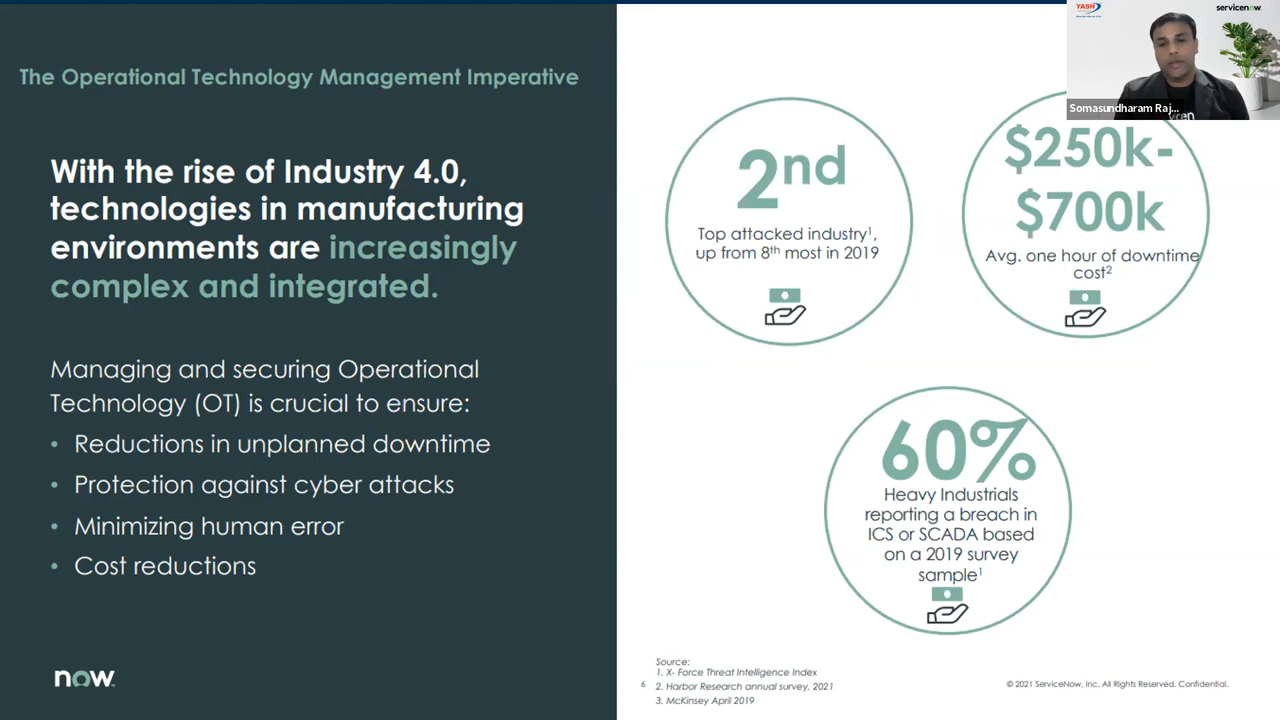 The Operational Technology Management Imperative
With the rise of Industry 4.0,
technologies in manufacturing
environments are increasingly
complex and integrated.
Managing and securing Operational
Technology (OT) is crucial to ensure:
• Reductions in unplanned downtime
• Protection against cyber attacks
• Minimizing human error
• Cost reductions
now
2nd
Top attacked industry1,
up from 8th most in 2019
$250k-
$700k
Avg. one hour of downtime
cost2
60%
Heavy Industrials
reporting a breach in
ICS or SCADA based
on a 2019 survey
sample1
Source:
1. X- Force Threat Intelligence Index
2. Harbor Research annual survey, 2021
3. McKinsey April 2019
6
© 2021 ServiceNow, Inc. All Rights Reserved. Confidential.
YASH
servicenow
Somasundharam Raj...